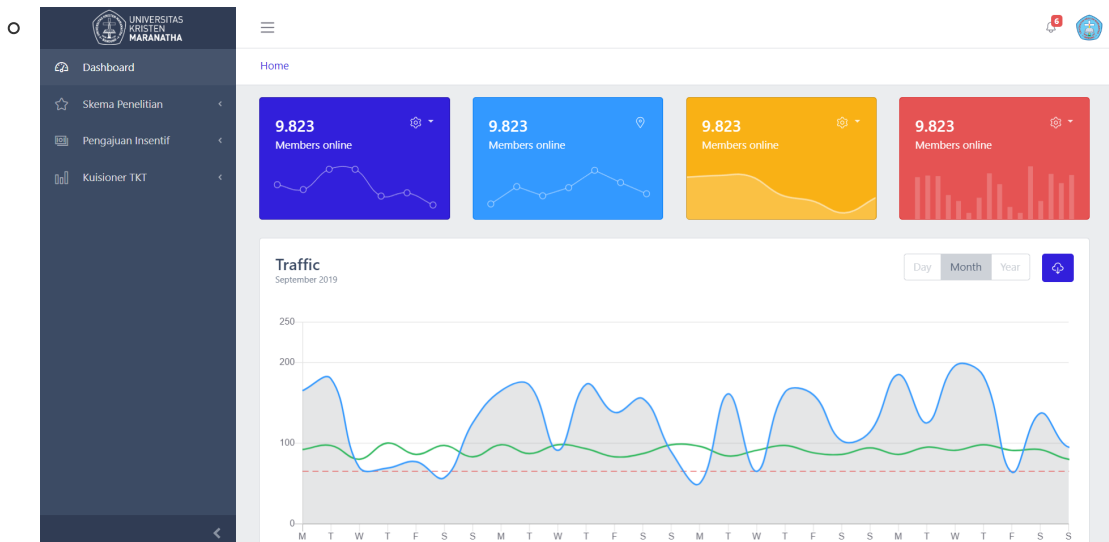 UNIVERSITAS
KRISTEN
MARANATHA
6
Dashboard
Home
Skema Penelitian
Pengajuan Insentif
Kuisioner TKT
9.823
Members online
9.823
Members online
9.823
Members online
9.823
Members online
Traffic
September 2019
Day Month Year
250
200
100
0
M T W T F S S M T W T F S S M T W T F S S M T W T F S S